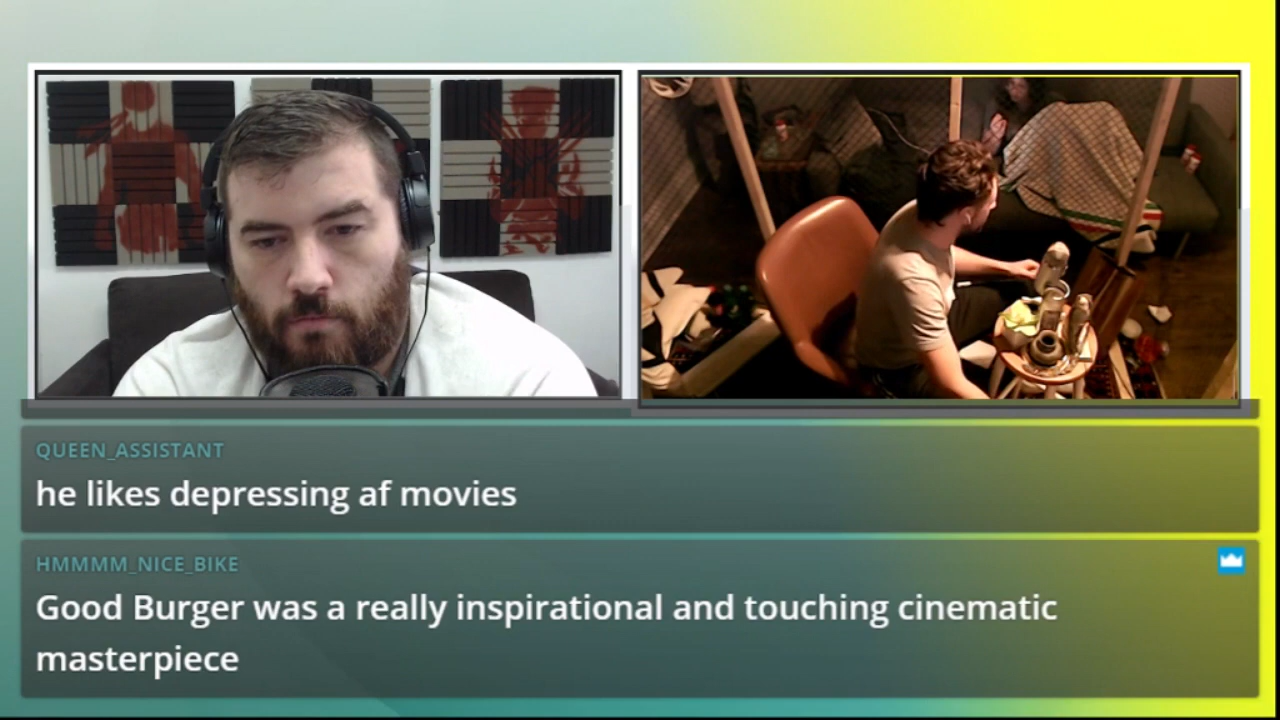 QUEEN_ASSISTANT
he likes depressing af movies
HMMMM_NICE_BIKE
Good Burger was a really inspirational and touching cinematic
masterpiece